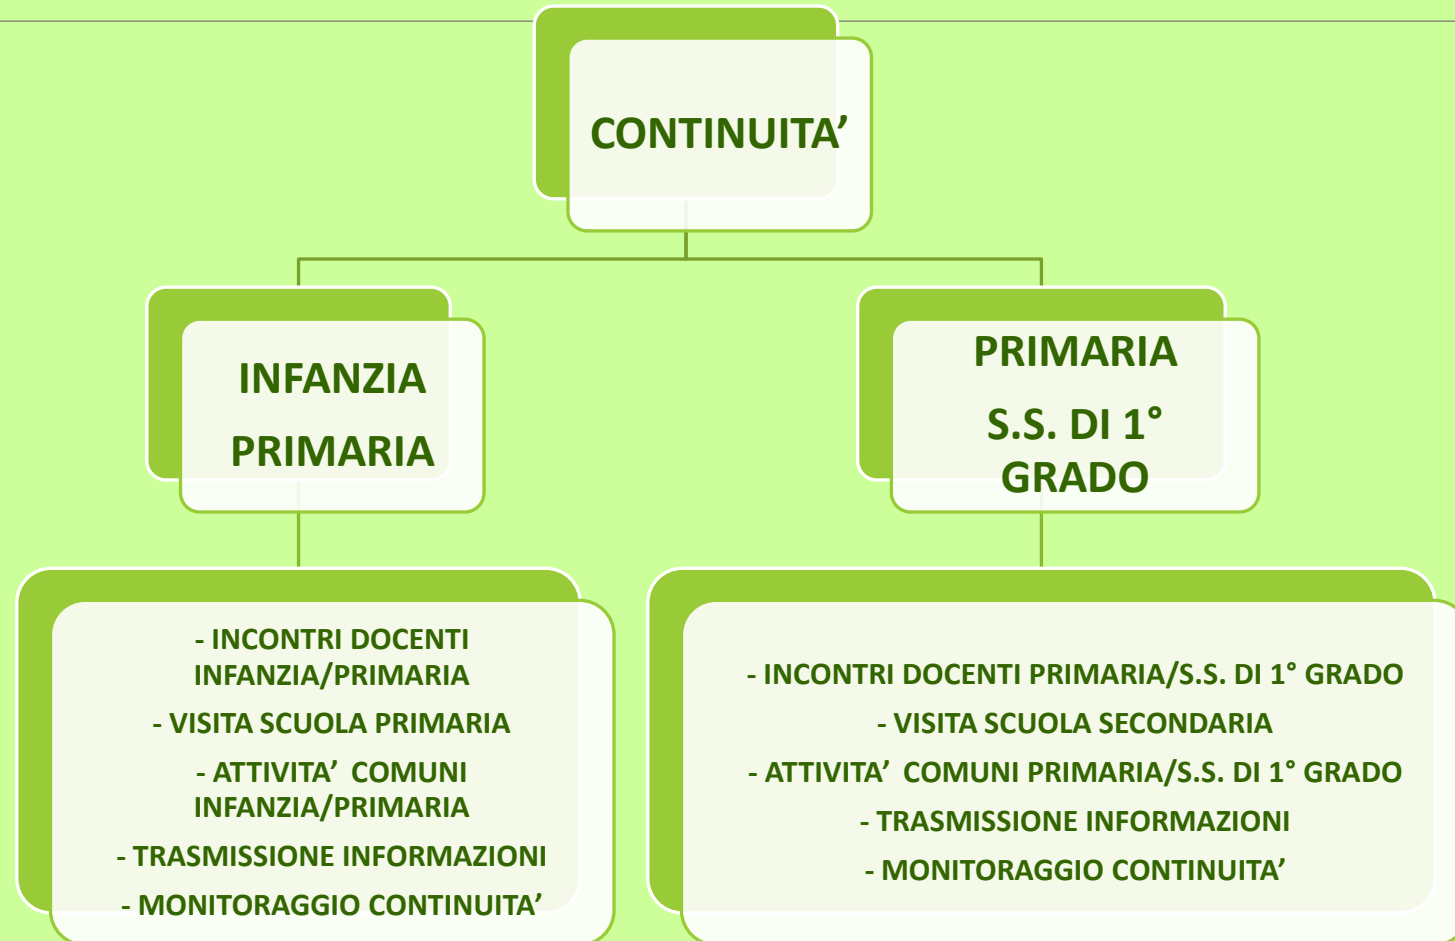 CONTINUITA’
INFANZIA
PRIMARIA
PRIMARIA
S.S. DI 1°
GRADO
- INCONTRI DOCENTI
INFANZIA/PRIMARIA
- VISITA SCUOLA PRIMARIA
- ATTIVITA’ COMUNI
INFANZIA/PRIMARIA
- TRASMISSIONE INFORMAZIONI
- MONITORAGGIO CONTINUITA’
- INCONTRI DOCENTI PRIMARIA/S.S. DI 1° GRADO
- VISITA SCUOLA SECONDARIA
- ATTIVITA’ COMUNI PRIMARIA/S.S. DI 1° GRADO
- TRASMISSIONE INFORMAZIONI
- MONITORAGGIO CONTINUITA’